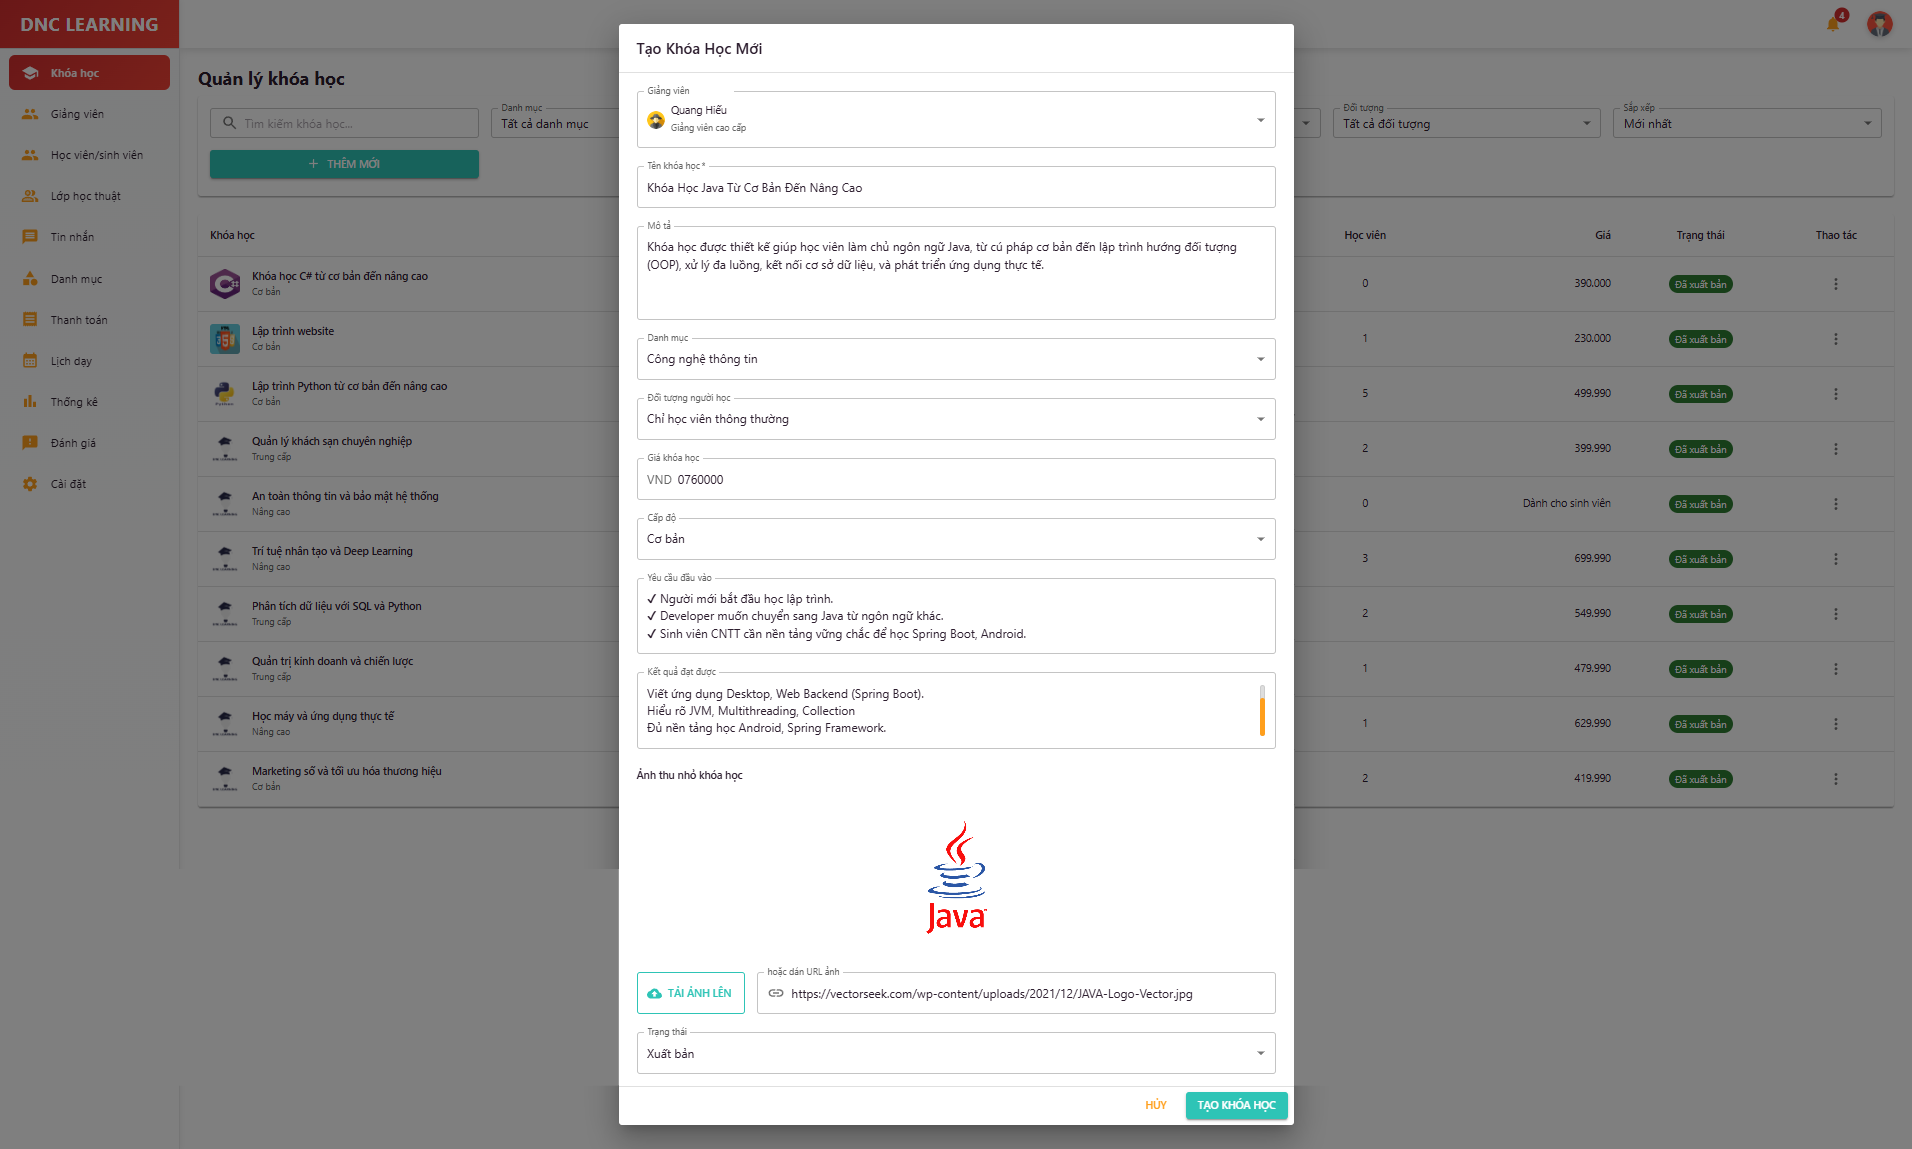 DNC LEARNING
4
Khóa học
Giảng viên
Học viên/sinh viên
Lớp học thuật
Tin nhắn
Danh mục
Thanh toán
Lịch dạy
Thống kê
Đánh giá
Cài đặt
Quản lý khóa học
Tìm kiếm khóa học...
Danh mục
Tất cả danh mục
Đối tượng
Tất cả đối tượng
Sắp xếp
Mới nhất
+ THÊM MỚI
Khóa học
Học viên
Giá
Trạng thái
Thao tác
Khóa học C# từ cơ bản đến nâng cao
Cơ bản
0
390.000
Đã xuất bản
Lập trình website
Cơ bản
1
230.000
Đã xuất bản
Lập trình Python từ cơ bản đến nâng cao
Cơ bản
5
499.990
Đã xuất bản
Quản lý khách sạn chuyên nghiệp
Trung cấp
2
399.990
Đã xuất bản
An toàn thông tin và bảo mật hệ thống
Nâng cao
0
Dành cho sinh viên
Đã xuất bản
Trí tuệ nhân tạo và Deep Learning
Nâng cao
3
699.990
Đã xuất bản
Phân tích dữ liệu với SQL và Python
Trung cấp
2
549.990
Đã xuất bản
Quản trị kinh doanh và chiến lược
Trung cấp
1
479.990
Đã xuất bản
Học máy và ứng dụng thực tế
Nâng cao
1
629.990
Đã xuất bản
Marketing số và tối ưu hóa thương hiệu
Cơ bản
2
419.990
Đã xuất bản
Tạo Khóa Học Mới
Giảng viên
Quang Hiếu
Giảng viên cao cấp
Tên khóa học *
Khóa Học Java Từ Cơ Bản Đến Nâng Cao
Mô tả
Khóa học được thiết kế giúp học viên làm chủ ngôn ngữ Java, từ cú pháp cơ bản đến lập trình hướng đối tượng
(OOP), xử lý đa luồng, kết nối cơ sở dữ liệu, và phát triển ứng dụng thực tế.
Danh mục
Công nghệ thông tin
Đối tượng người học
Chỉ học viên thông thường
Giá khóa học
VND 0760000
Cấp độ
Cơ bản
Yêu cầu đầu vào
✓ Người mới bắt đầu học lập trình.
✓ Developer muốn chuyển sang Java từ ngôn ngữ khác.
✓ Sinh viên CNTT cần nền tảng vững chắc để học Spring Boot, Android.
Kết quả đạt được
Viết ứng dụng Desktop, Web Backend (Spring Boot).
Hiểu rõ JVM, Multithreading, Collection
Đủ nền tảng học Android, Spring Framework.
Ảnh thu nhỏ khóa học
Java
TẢI ẢNH LÊN
hoặc dán URL ảnh
https://vectorseek.com/wp-content/uploads/2021/12/JAVA-Logo-Vector.jpg
Trạng thái
Xuất bản
HỦY
TẠO KHÓA HỌC